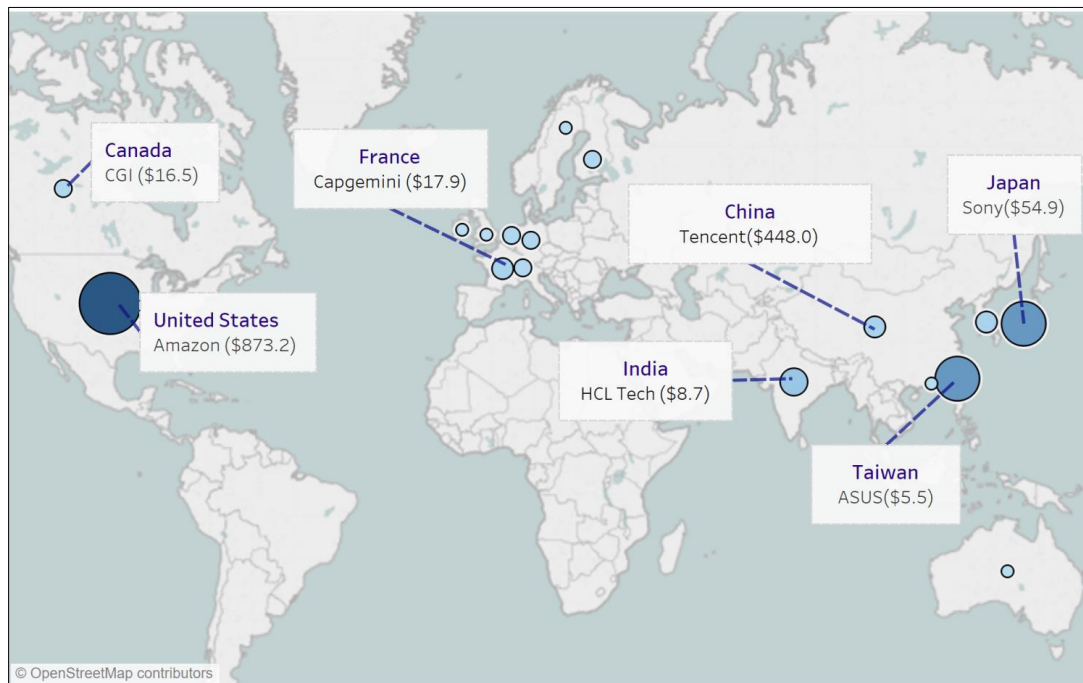 Canada
CGI ($16.5)
France
Capgemini ($17.9)
China
Tencent($448.0)
Japan
Sony($54.9)
United States
Amazon ($873.2)
India
HCL Tech ($8.7)
Taiwan
ASUS($5.5)
© OpenStreetMap contributors